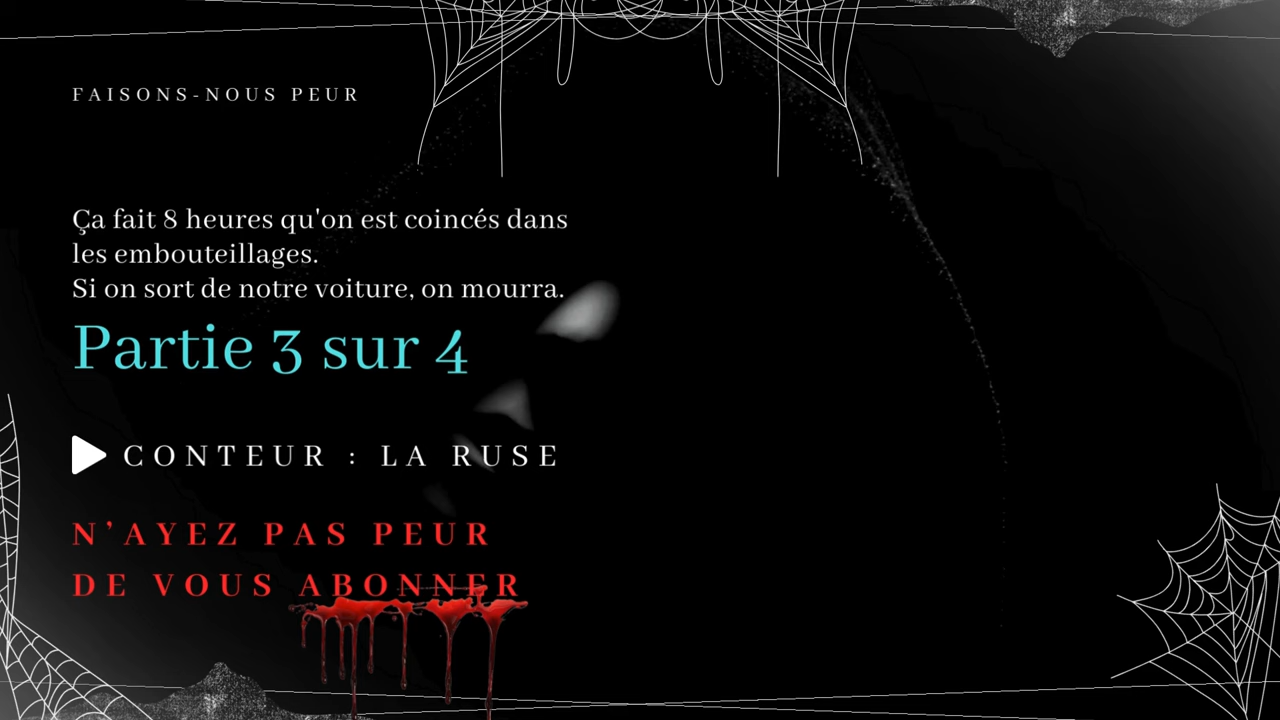 FAISONS-NOUS PEUR
Ça fait 8 heures qu'on est coincés dans
les embouteillages.
Si on sort de notre voiture, on mourra.
Partie 3 sur 4
CONTEUR : LA RUSE
N’AYEZ PAS PEUR
DE VOUS ABONNER